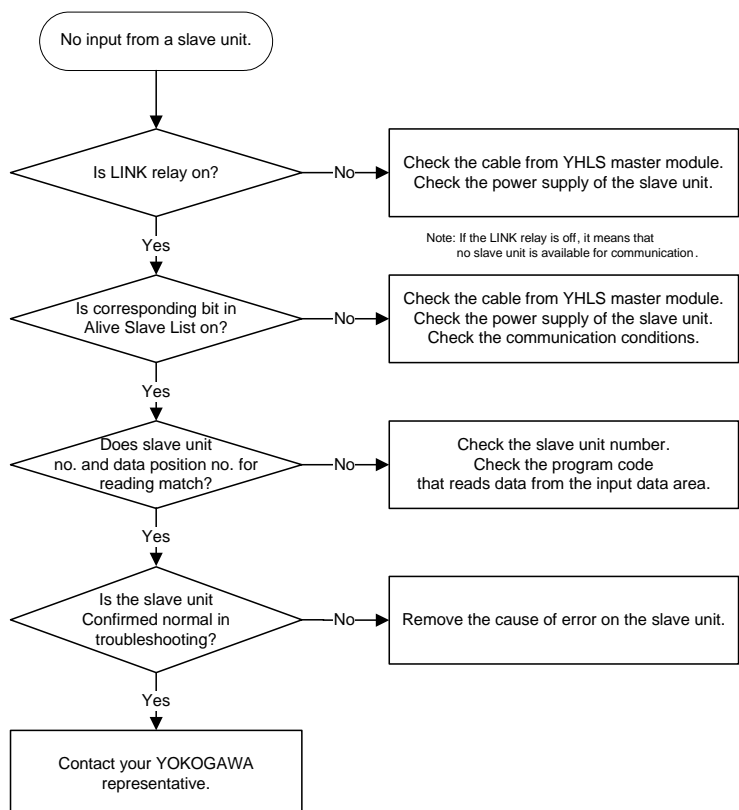 No input from a slave unit.
Is LINK relay on?
No
Check the cable from YHLS master module.
Check the power supply of the slave unit.
Yes
Note: If the LINK relay is off, it means that
no slave unit is available for communication.
Is corresponding bit in
Alive Slave List on?
No
Check the cable from YHLS master module.
Check the power supply of the slave unit.
Check the communication conditions.
Yes
Does slave unit
no. and data position no. for
reading match?
No
Check the slave unit number.
Check the program code
that reads data from the input data area.
Yes
Is the slave unit
Confirmed normal in
troubleshooting?
No
Remove the cause of error on the slave unit.
Yes
Contact your YOKOGAWA
representative.